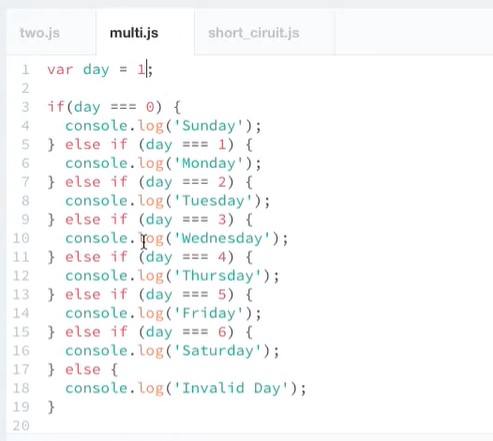 two.js multi.js short_ciruit.js
1 var day = 1;
2
3 if(day === 0) {
4   console.log('Sunday');
5 } else if (day === 1) {
6   console.log('Monday');
7 } else if (day === 2) {
8   console.log('Tuesday');
9 } else if (day === 3) {
10   console.log('Wednesday');
11 } else if (day === 4) {
12   console.log('Thursday');
13 } else if (day === 5) {
14   console.log('Friday');
15 } else if (day === 6) {
16   console.log('Saturday');
17 } else {
18   console.log('Invalid Day');
19 }
20